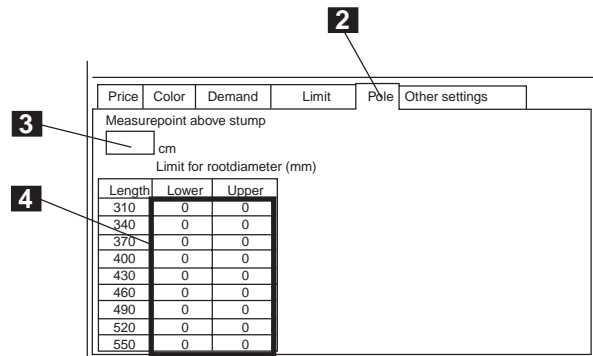 2
Price Color Demand Limit Pole Other settings
3
Measurepoint above stump
cm
Limit for rootdiameter (mm)
4
Length Lower Upper
310 0 0
340 0 0
370 0 0
400 0 0
430 0 0
460 0 0
490 0 0
520 0 0
550 0 0